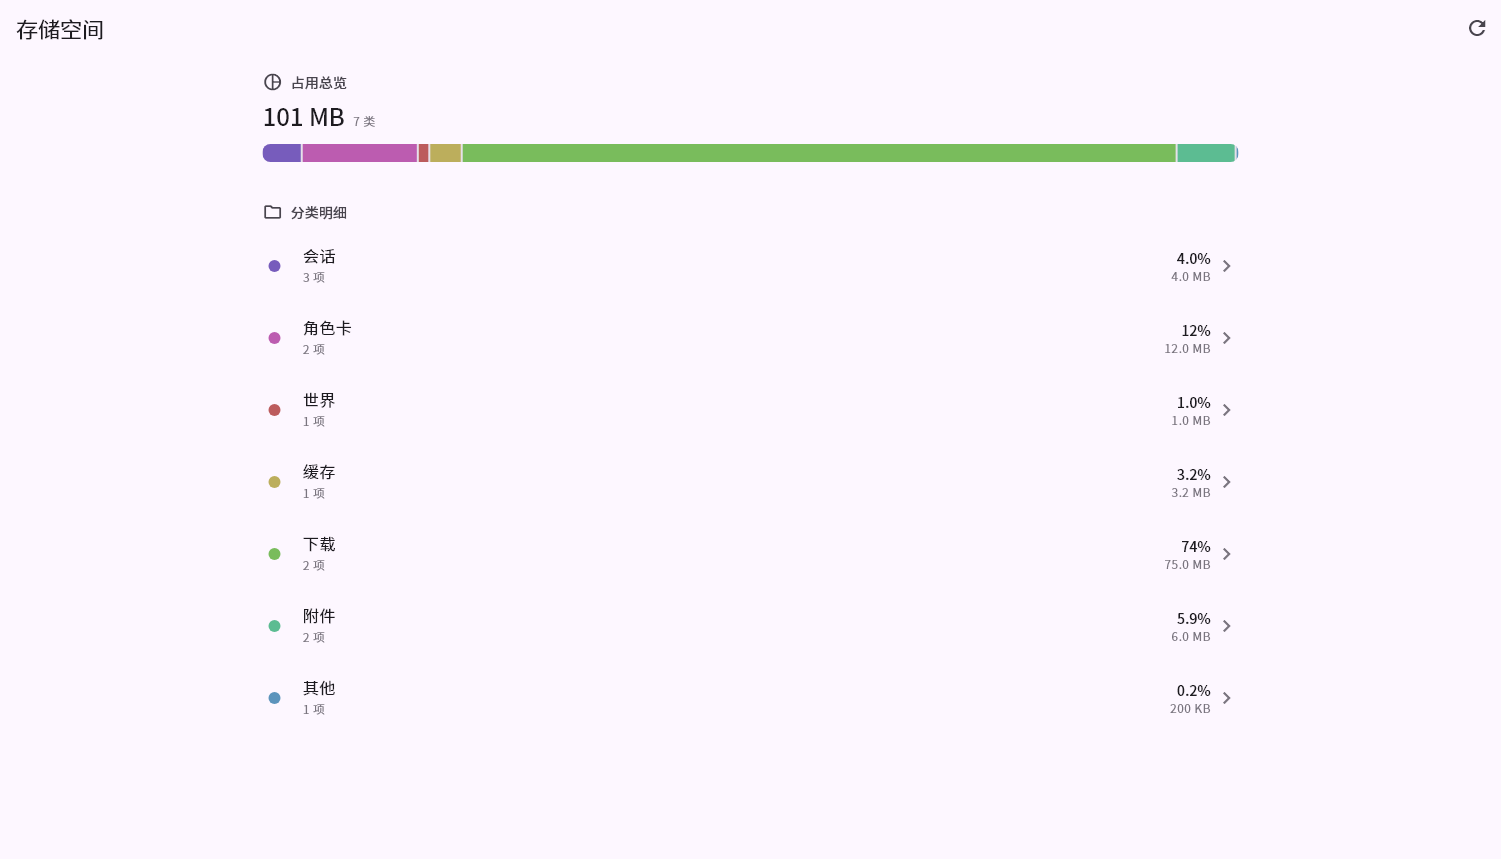 存储空间
占用总览
101 MB 7 类
分类明细
会话
3 项
4.0%
4.0 MB
角色卡
2 项
12%
12.0 MB
世界
1 项
1.0%
1.0 MB
缓存
1 项
3.2%
3.2 MB
下载
2 项
74%
75.0 MB
附件
2 项
5.9%
6.0 MB
其他
1 项
0.2%
200 KB